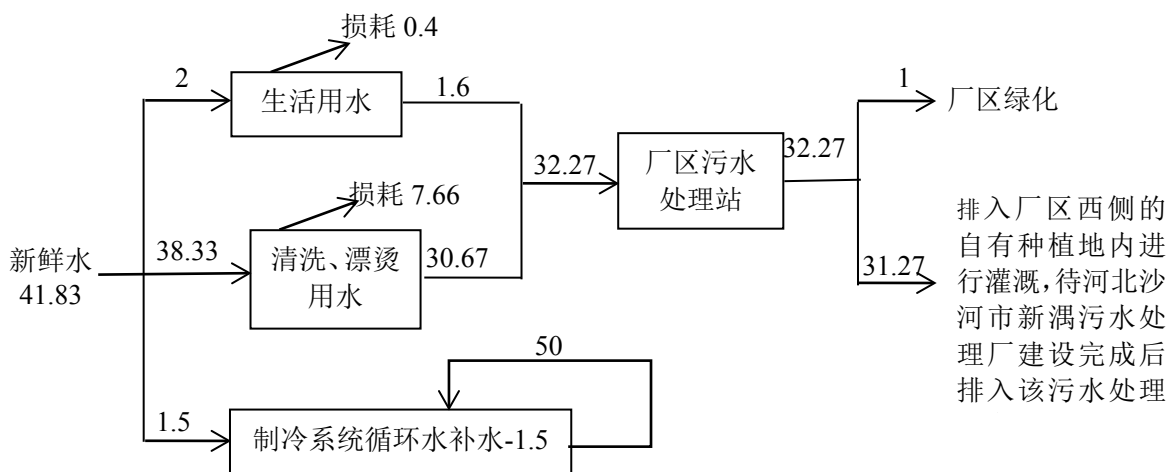 损耗 0.4
2
生活用水
1.6
1
厂区绿化
32.27
厂区污水
处理站
32.27
损耗 7.66
新鲜水
41.83
38.33
清洗、漂烫
用水
30.67
31.27
排入厂区西侧的
自有种植地内进
行灌溉,待河北沙
河市新湡污水处
理厂建设完成后
排入该污水处理
50
1.5
制冷系统循环水补水-1.5